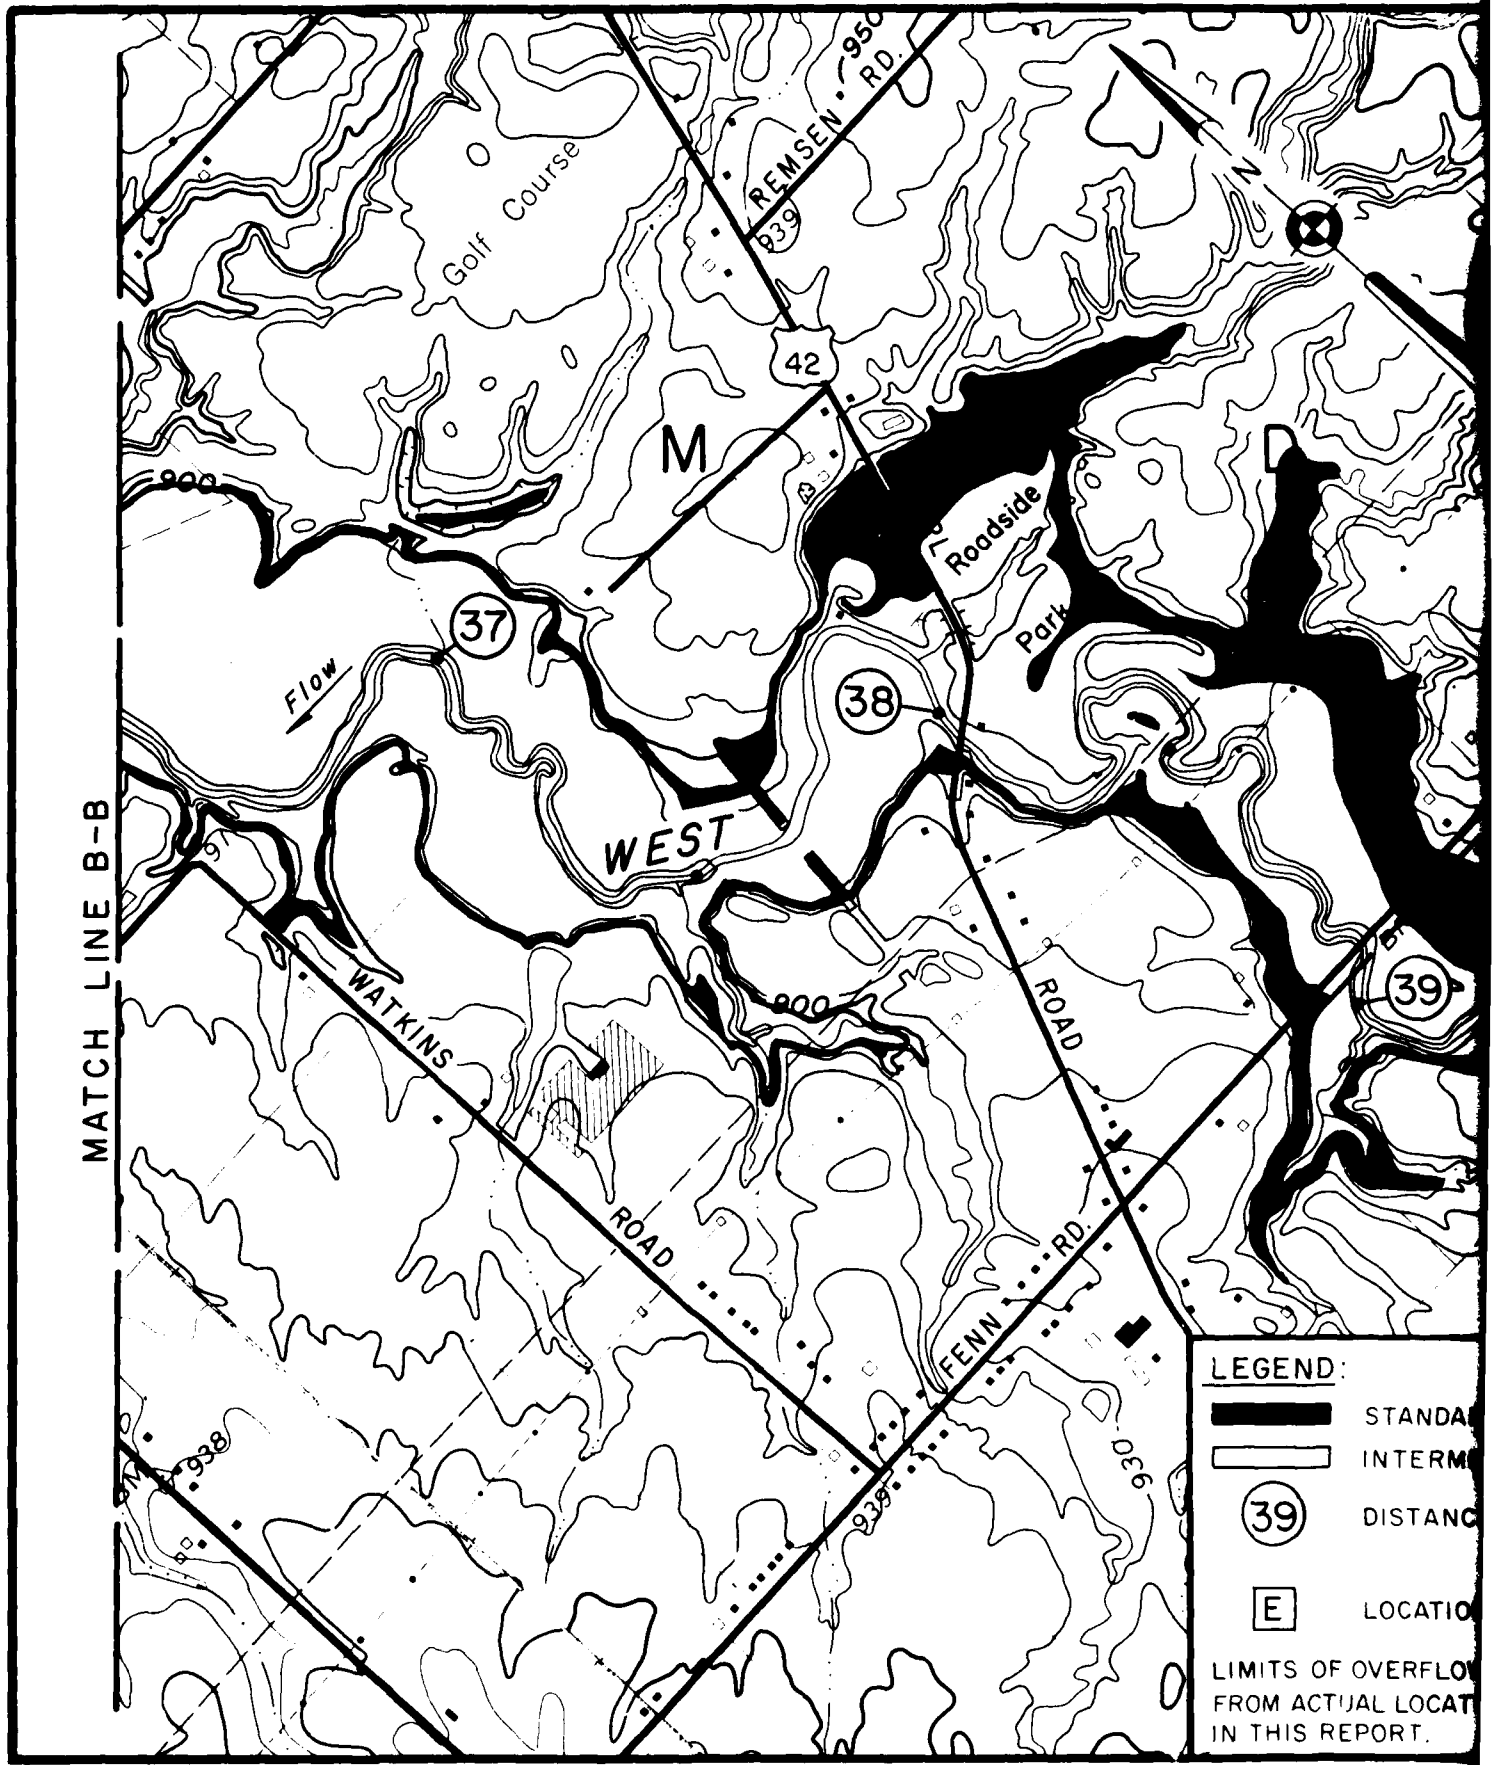 950
REMSEN RD.
939
N
Golf Course
42
M
D
900
Roadside
Park
37
Flow
38
WEST
MATCH LINE B-B
39
WATKINS
ROAD
900
ROAD
FENN RD.
938
939
930
LEGEND:
STANDA
INTERM
39 DISTANC
E LOCATIO
LIMITS OF OVERFLO
FROM ACTUAL LOCAT
IN THIS REPORT.